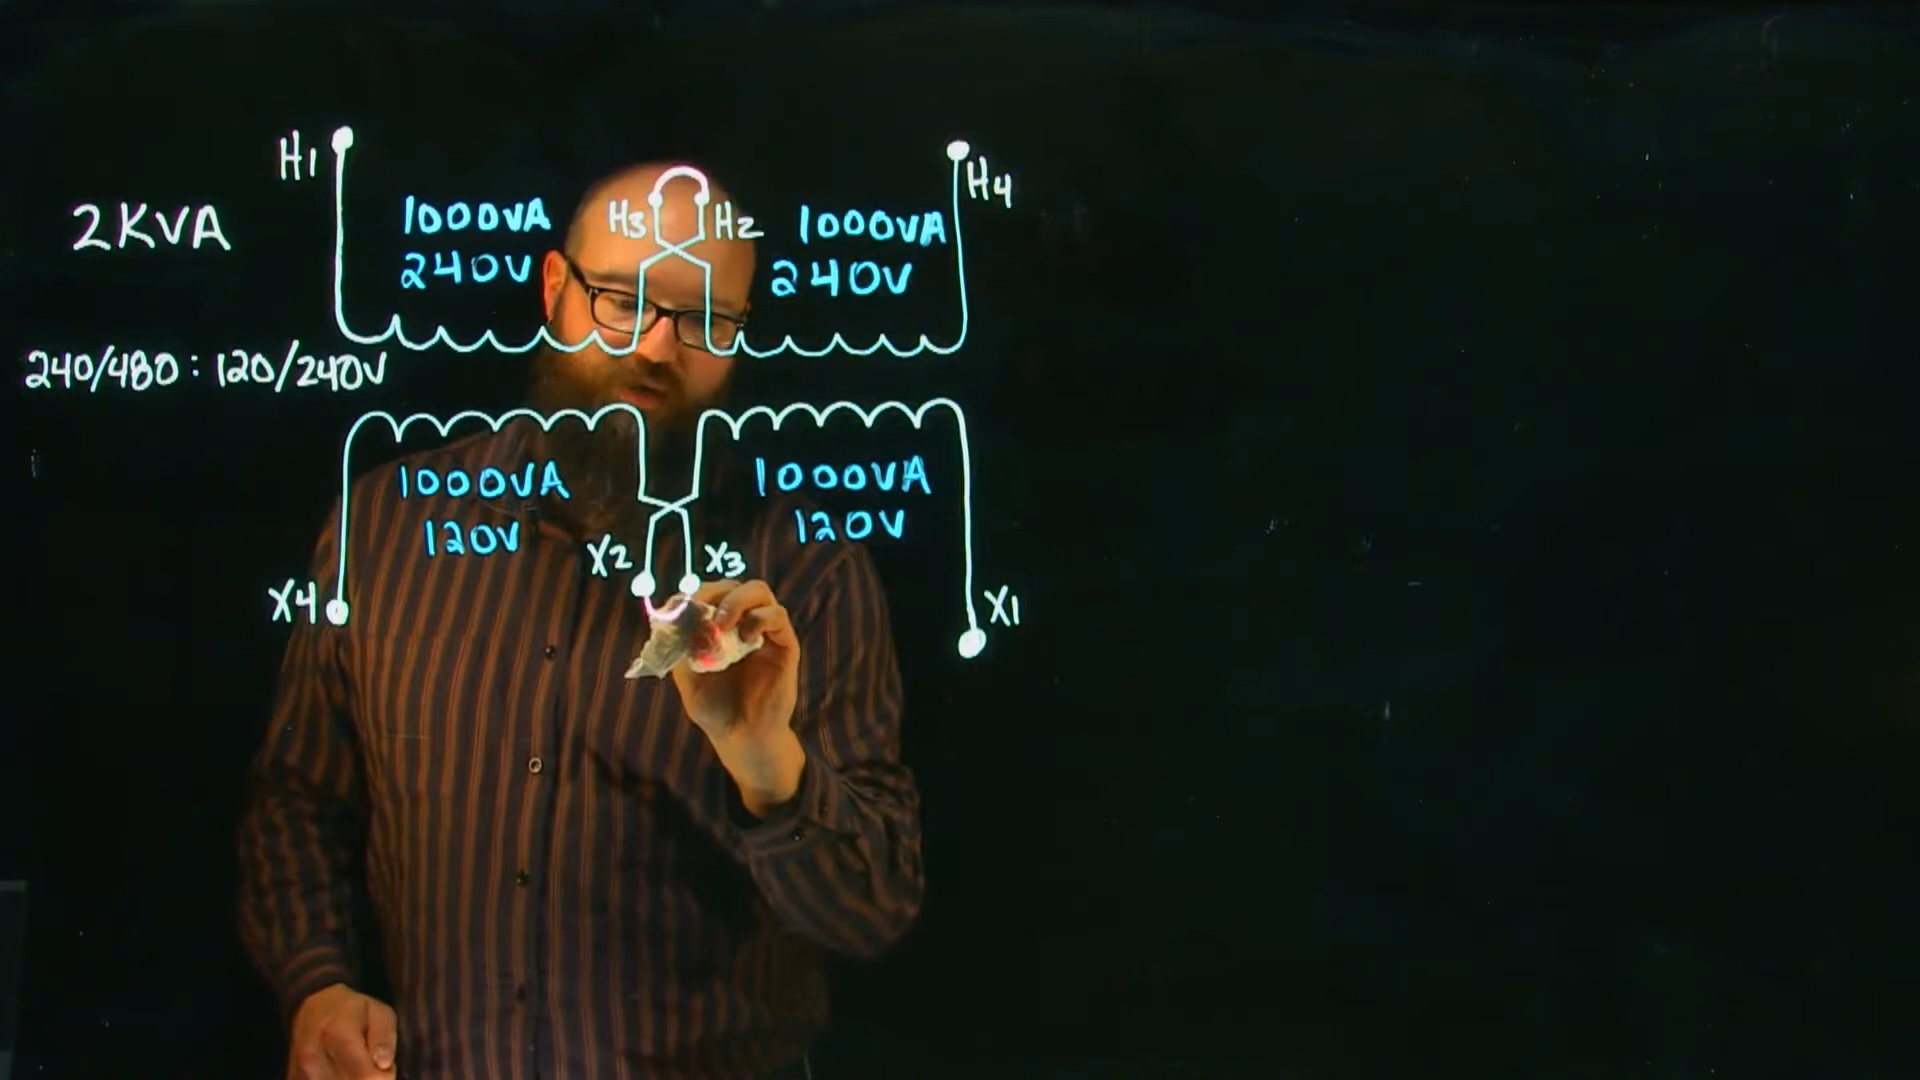 H1
H4
2KVA
1000VA
240V
H3
H2
1000VA
240V
240/480 : 120/240V
1000VA
120V
1000VA
120V
X2
X3
X4
X1